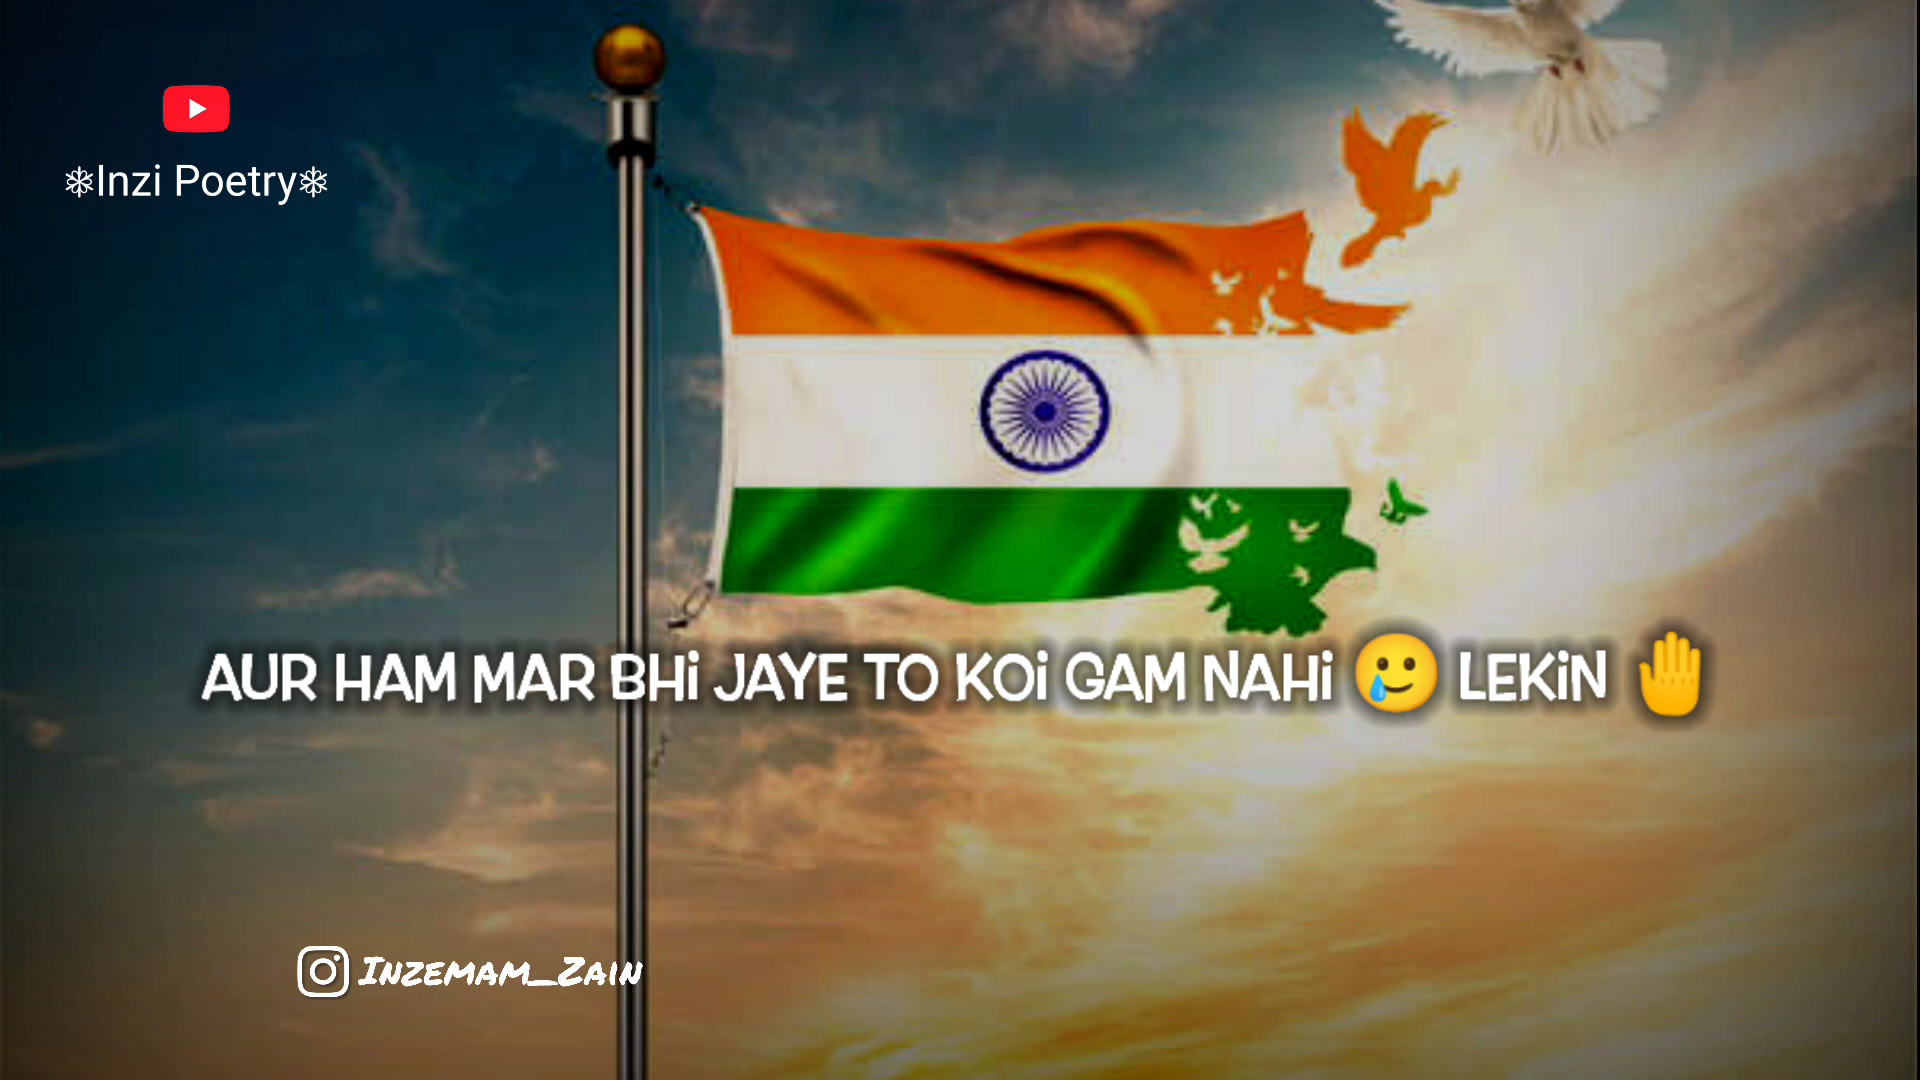 ❄Inzi Poetry❄
AUR HAM MAR BHi JAYE TO KOi GAM NAHi 🥲 LEKiN 🤚
Inzemam_Zain